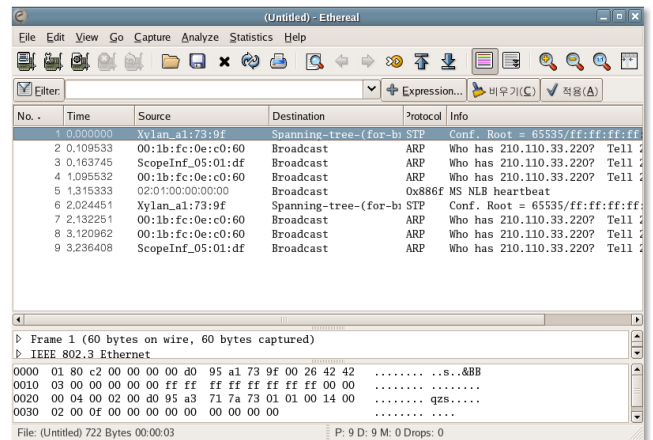 (Untitled) - Ethereal
File Edit View Go Capture Analyze Statistics Help
Filter: Expression... 비우기(C) 적용(A)
No. . Time Source Destination Protocol Info
1 0,000000 Xylan_a1:73:9f Spanning-tree-(for-br STP Conf. Root = 65535/ff:ff:ff:ff:
2 0,109533 00:1b:fc:0e:c0:60 Broadcast ARP Who has 210.110.33.220? Tell 2
3 0,163745 ScopeInf_05:01:df Broadcast ARP Who has 210.110.33.220? Tell 2
4 1,095532 00:1b:fc:0e:c0:60 Broadcast ARP Who has 210.110.33.220? Tell 2
5 1,315333 02:01:00:00:00:00 Broadcast 0x886f MS NLB heartbeat
6 2,024451 Xylan_a1:73:9f Spanning-tree-(for-br STP Conf. Root = 65535/ff:ff:ff:ff:
7 2,132251 00:1b:fc:0e:c0:60 Broadcast ARP Who has 210.110.33.220? Tell 2
8 3,120962 00:1b:fc:0e:c0:60 Broadcast ARP Who has 210.110.33.220? Tell 2
9 3,236408 ScopeInf_05:01:df Broadcast ARP Who has 210.110.33.220? Tell 2
Frame 1 (60 bytes on wire, 60 bytes captured)
IEEE 802.3 Ethernet
0000 01 80 c2 00 00 00 00 d0 95 a1 73 9f 00 26 42 42 ........ ..s..&BB
0010 03 00 00 00 00 00 ff ff ff ff ff ff ff ff 00 00 ........ ........
0020 00 04 00 02 00 d0 95 a3 71 7a 73 01 01 00 14 00 ........ qzs.....
0030 02 00 0f 00 00 00 00 00 00 00 00 00 ........ ....
File: (Untitled) 722 Bytes 00:00:03 P: 9 D: 9 M: 0 Drops: 0